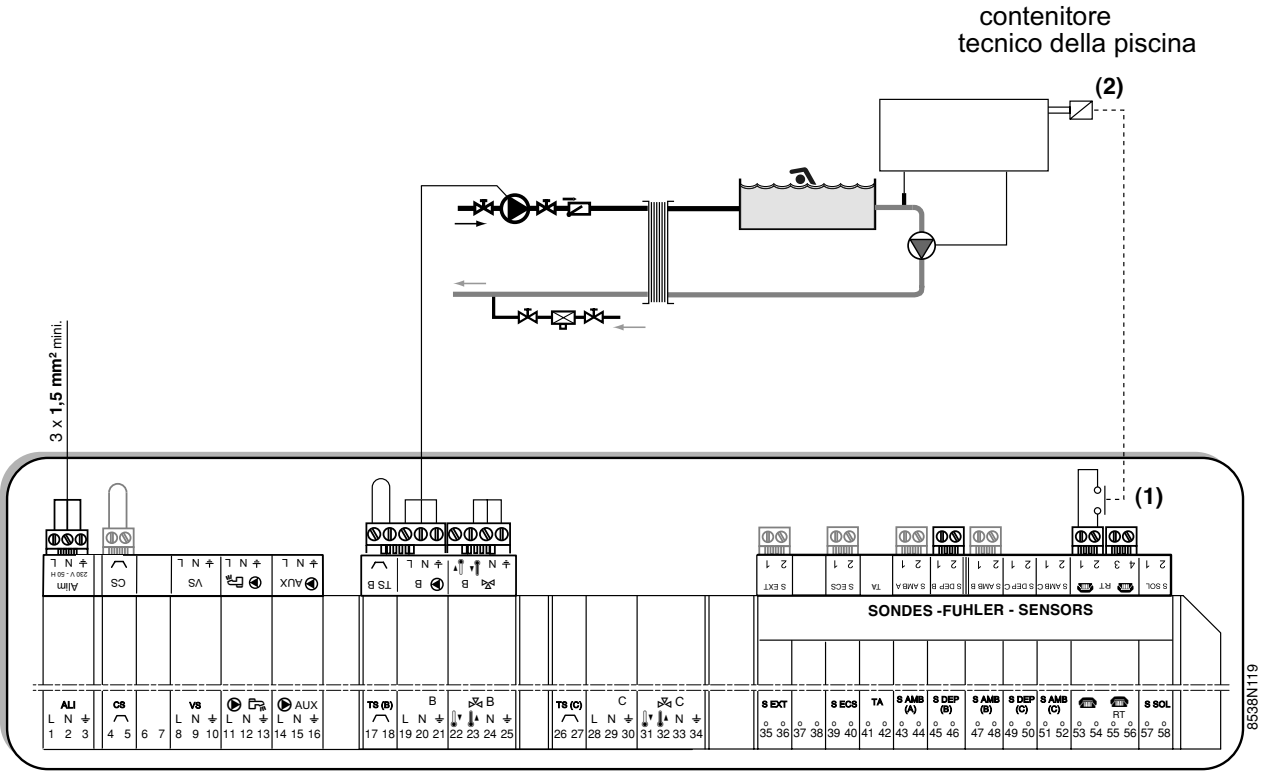 contenitore
tecnico della piscina
(2)
3 x 1,5 mm² mini.
(1)
L N
230 V - 50 H
Alim
CS
L N
VS
L N
L N
AUX
TS B
L N
B
N
B
1 2
S EXT
1 2
S ECS
TA
1 2
S AMB A
1 2
S DEP B
1 2
S AMB B
1 2
S DEP C
1 2
S AMB C
1 2 3 4
RT
1 2
S SOL
SONDES -FUHLER - SENSORS
ALI
L N
1 2 3
CS
4 5
6 7
VS
L N
8 9 10
L N
11 12 13
AUX
L N
14 15 16
TS (B)
17 18
B
L N
19 20 21
B
N
22 23 24 25
TS (C)
26 27
C
L N
28 29 30
C
N
31 32 33 34
S EXT
35 36
37 38
S ECS
39 40
TA
41 42
S AMB
(A)
43 44
S DEP
(B)
45 46
S AMB
(B)
47 48
S DEP
(C)
49 50
S AMB
(C)
51 52
RT
53 54 55 56
S SOL
57 58
8538N119